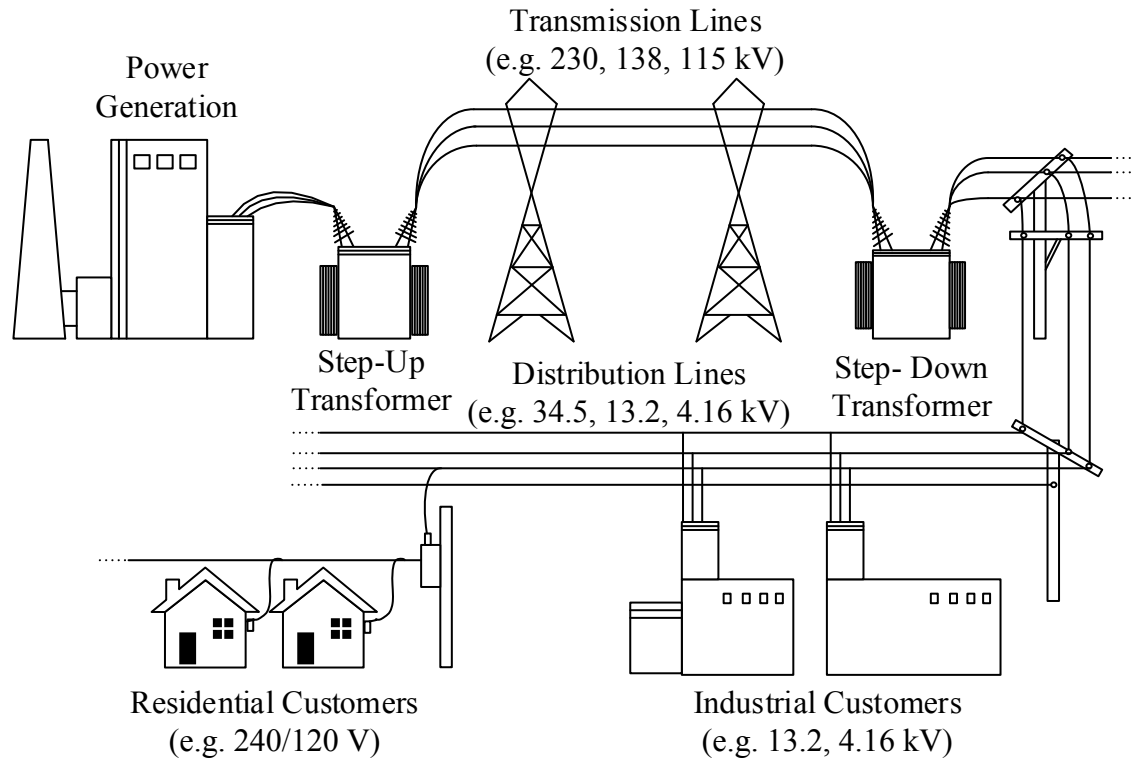 Transmission Lines
(e.g. 230, 138, 115 kV)
Power
Generation
Step-Up
Transformer
Distribution Lines
(e.g. 34.5, 13.2, 4.16 kV)
Step- Down
Transformer
Residential Customers
(e.g. 240/120 V)
Industrial Customers
(e.g. 13.2, 4.16 kV)